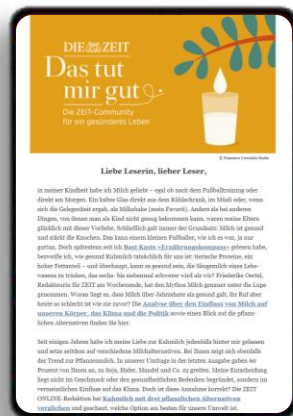 DIE ZEIT
Das tut
mir gut
Die ZEIT-Community
für ein gesünderes Leben
Liebe Leserin, lieber Leser,
in meiner Kindheit habe ich Milch geliebt – egal ob nach dem Fußballtraining oder
direkt am Morgen. Ein kaltes Glas direkt aus dem Kühlschrank, im Müsli oder, wenn
sich die Gelegenheit ergab, als Milkshake (mein Favorit). Anders als bei anderen
Dingen, von denen man als Kind nicht genug bekommen kann, waren meine Eltern
glücklich mit dieser Vorliebe. Schließlich galt immer der Grundsatz: Milch ist gesund
und stärkt die Knochen. Das kann einem kleinen Fußballer, wie ich es war, ja nur
guttun. Doch spätestens seit ich Bas Kasts »Ernährungskompass« gelesen habe,
bezweifle ich, wie gesund Kuhmilch tatsächlich für uns ist: tierische Proteine, ein
hoher Fettanteil – und überhaupt, kann es gesund sein, die Säugemilch eines Lebe-
wesens zu trinken, das sechs- bis siebenmal schwerer wird als wir? Friederike Oertel,
Redakteurin für ZEIT am Wochenende, hat den Mythos Milch genauer unter die Lupe
genommen. Woran liegt es, dass Milch über Jahrzehnte als gesund galt, ihr Ruf aber
heute so schlecht ist wie nie zuvor? Die Analyse über den Einfluss von Milch auf
unseren Körper, das Klima und die Politik sowie einen Blick auf die pflanz-
lichen Alternativen finden Sie hier.
Seit einigen Jahren habe ich meine Liebe zur Kuhmilch jedenfalls hinter mir gelassen
und setze seitdem auf verschiedene Milchalternativen. Bei Ihnen zeigt sich ebenfalls
der Trend zur Pflanzenmilch. In unserer Umfrage in der letzten Ausgabe gaben 60
Prozent von Ihnen an, zu Soja, Hafer, Mandel und Co. zu greifen. Meine Entscheidung
liegt nicht im Geschmack oder den gesundheitlichen Bedenken begründet, sondern im
vermeintlichen Einfluss auf das Klima. Doch ist diese Annahme korrekt? Die ZEIT
ONLINE-Redaktion hat Kuhmilch mit drei pflanzlichen Alternativen
verglichen und geschaut, welche Option am besten für unsere Umwelt ist.